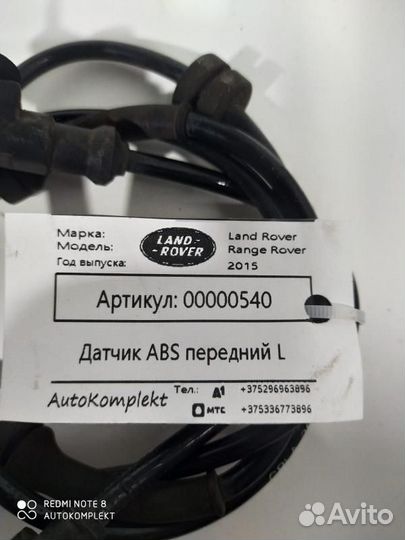 Марка:
LAND-
-ROVER
Land Rover
Модель:
Range Rover
Год выпуска:
2015
Артикул: 00000540
Датчик ABS передний L
AutoKomplekt
Тел.:
A1
+375296963896
МТС
+375336773896
REDMI NOTE 8
AUTOKOMPLEKT
Avito